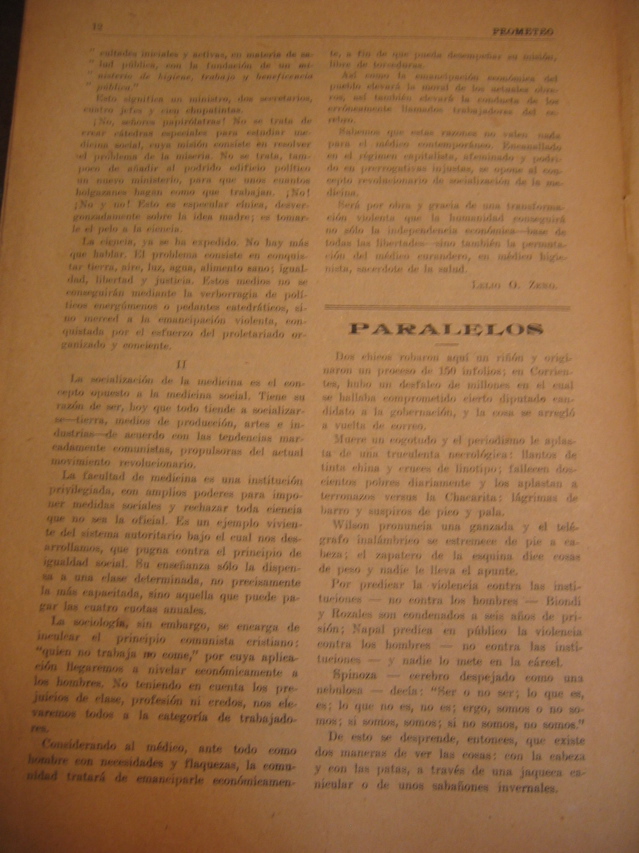 12
PROMETEO
" cultades iniciales y activas, en materia de sa-
" lud pública, con la fundación de un mi-
" nisterio de higiene, trabajo y beneficencia
" pública."
Esto significa un ministro, dos secretarios,
cuatro jefes y cien chupatintas.
¡No, señores papirólatras! No se trata de
crear cátedras especiales para estudiar me-
dicina social, cuya misión consiste en resolver
el problema de la miseria. No se trata, tam-
poco de añadir al podrido edificio político
un nuevo ministerio, para que unos cuantos
holgazanes hagan como que trabajan. ¡No!
¡No y no! Esto es especular cínica, desver-
gonzadamente sobre la idea madre; es tomar-
le el pelo a la ciencia.
La ciencia, ya se ha expedido. No hay más
que hablar. El problema consiste en conquis-
tar tierra, aire, luz, agua, alimento sano; igual-
dad, libertad y justicia. Estos medios no se
conseguirán mediante la verborragia de polí-
ticos energúmenos o pedantes catedráticos, si-
no merced a la emancipación violenta, con-
quistada por el esfuerzo del proletariado or-
ganizado y conciente.
II
La socialización de la medicina es el con-
cepto opuesto a la medicina social. Tiene su
razón de ser, hoy que todo tiende a socializar-
se—tierra, medios de producción, artes e in-
dustrias—de acuerdo con las tendencias mar-
cadamente comunistas, propulsoras del actual
movimiento revolucionario.
La facultad de medicina es una institución
privilegiada, con amplios poderes para impo-
ner medidas sociales y rechazar toda ciencia
que no sea la oficial. Es un ejemplo vivien-
te del sistema autoritario bajo el cual nos des-
arrollamos, que pugna contra el principio de
igualdad social. Su enseñanza sólo la dispen-
sa a una clase determinada, no precisamente
la más capacitada, sino aquella que puede pa-
gar las cuatro cuotas anuales.
La sociología, sin embargo, se encarga de
inculcar el principio comunista cristiano:
"quien no trabaja no come," por cuya aplica-
ción llegaremos a nivelar económicamente a
los hombres. No teniendo en cuenta los pre-
juicios de clase, profesión ni credos, nos ele-
varemos todos a la categoría de trabajado-
res.
Considerando al médico, ante todo como
hombre con necesidades y flaquezas, la comu-
nidad tratará de emanciparle económicamen-
te, a fin de que pueda desempeñar su misión,
libre de torceduras.
Así como la emancipación económica del
pueblo elevará la moral de los actuales obre-
ros, así también elevará la conducta de los
erróneamente llamados trabajadores del ce-
rebro.
Sabemos que estas razones no valen nada
para el médico contemporáneo. Encanallado
en el régimen capitalista, afeminado y podri-
do en prerrogativas injustas, se opone al con-
cepto revolucionario de socialización de la me-
dicina.
Será por obra y gracia de una transforma-
ción violenta que la humanidad conseguirá
no sólo la independencia económica—base de
todas las libertades—sino también la permuta-
ción del médico curandero, en médico higie-
nista, sacerdote de la salud.
Lelio O. Zeno.
PARALELOS
Dos chicos robaron aquí un riñón y origi-
naron un proceso de 150 infolios; en Corrien-
tes, hubo un desfalco de millones en el cual
se hallaba comprometido cierto diputado can-
didato a la gobernación, y la cosa se arregló
a vuelta de correo.
Muere un cogotudo y el periodismo le aplas-
ta de una truculenta necrológica: llantos de
tinta china y cruces de linotipo; fallecen dos-
cientos pobres diariamente y los aplastan a
terronazos versus la Chacarita: lágrimas de
barro y suspiros de pico y pala.
Wilson pronuncia una ganzada y el telé-
grafo inalámbrico se estremece de pie a ca-
beza; el zapatero de la esquina dice cosas
de peso y nadie le lleva el apunte.
Por predicar la violencia contra las insti-
tuciones — no contra los hombres — Biondi
y Rozales son condenados a seis años de pri-
sión; Napal predica en público la violencia
contra los hombres — no contra las insti-
tuciones — y nadie lo mete en la cárcel.
Spinoza — cerebro despejado como una
nebulosa — decía: "Ser o no ser; lo que es,
es; lo que no es, no es; ergo, somos o no so-
mos; si somos, somos; si no somos, no somos."
De esto se desprende, entonces, que existe
dos maneras de ver las cosas: con la cabeza
y con las patas, a través de una jaqueca ca-
nicular o de unos sabañones invernales.